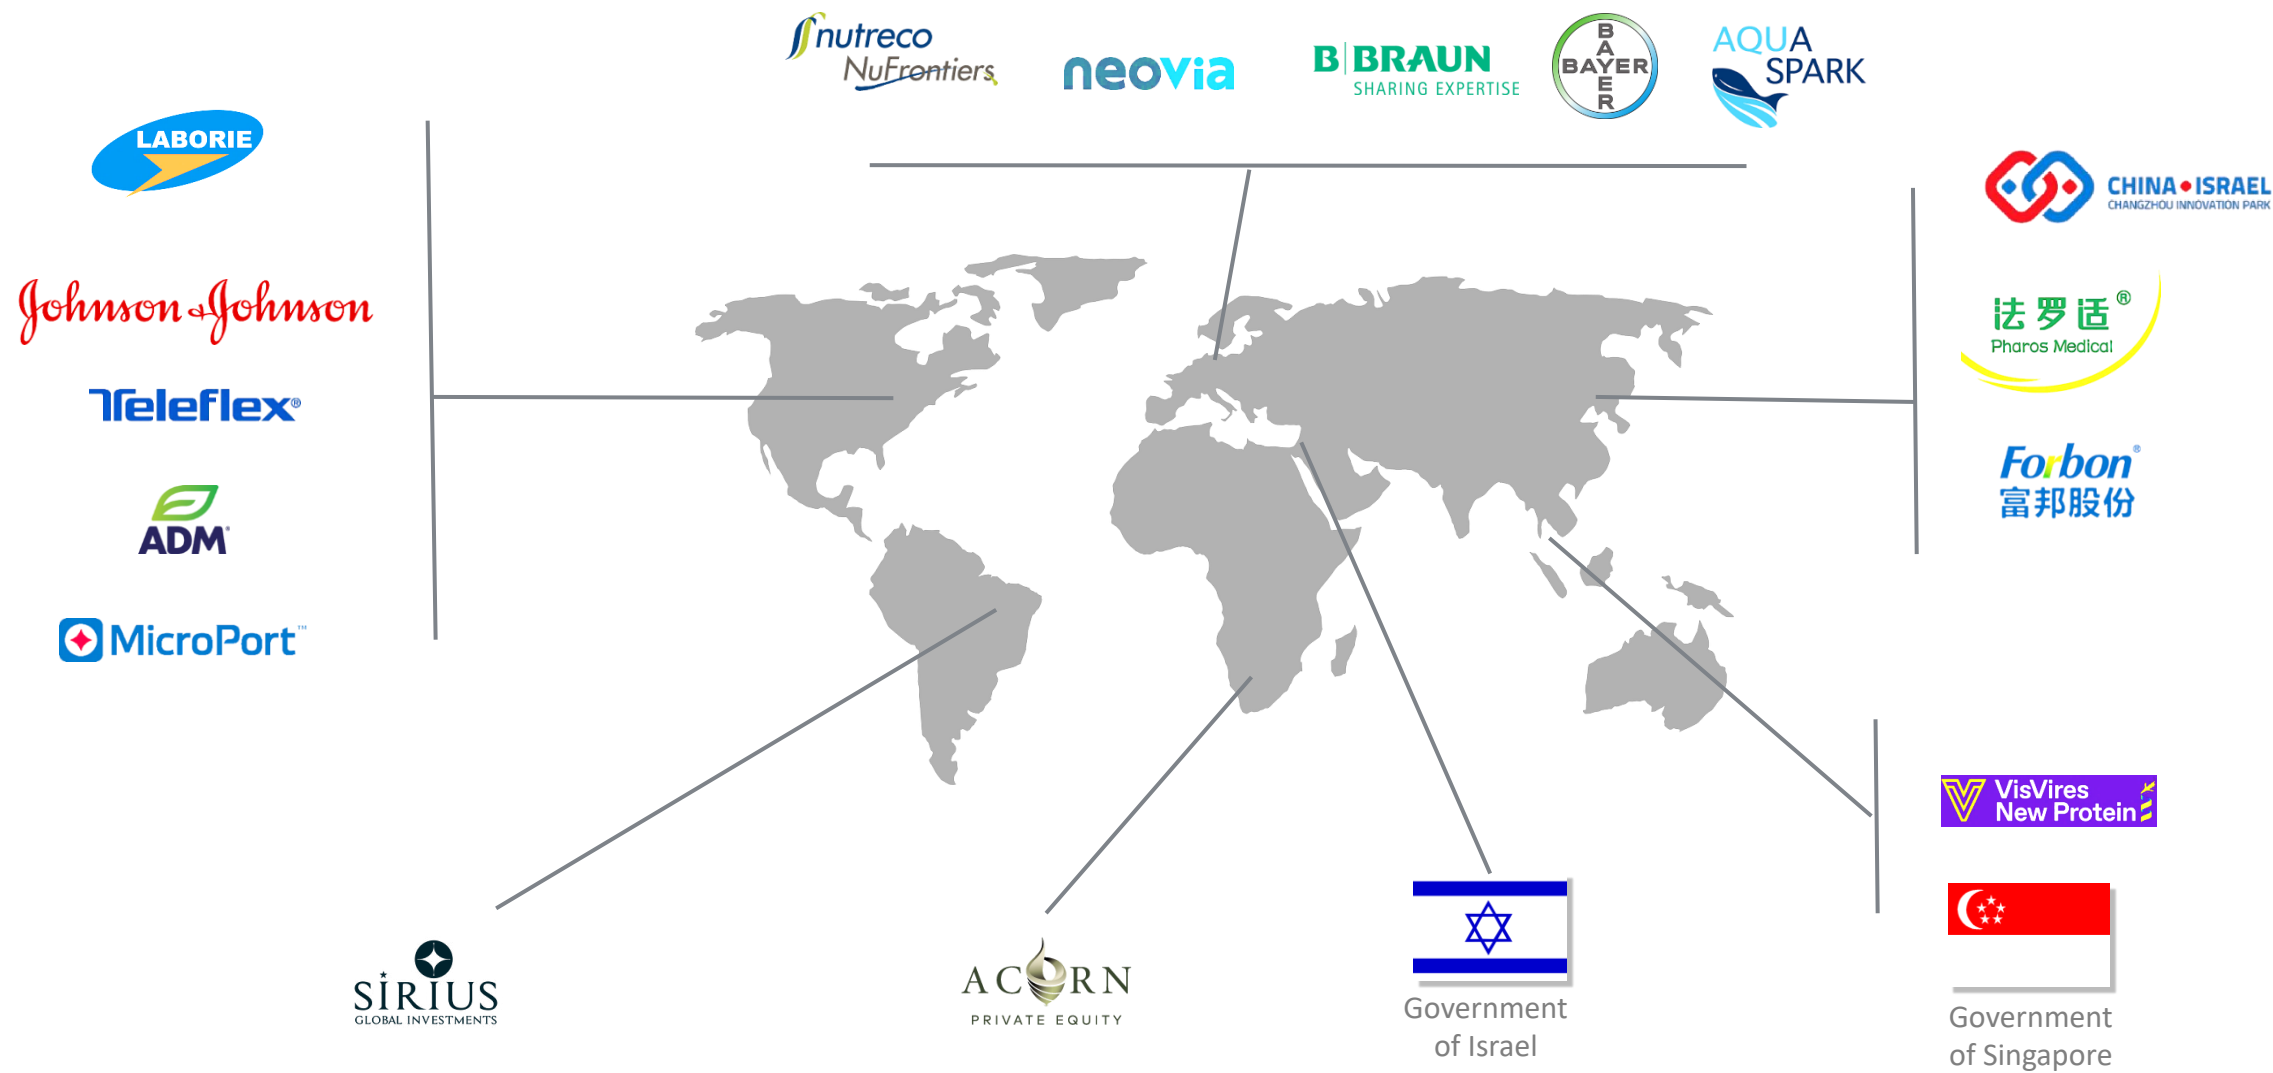 nutreco
NuFrontiers
neovia
B|BRAUN
SHARING EXPERTISE
BAYER
BAYER
AQUA
SPARK
LABORIE
Johnson & Johnson
Teleflex®
ADM®
MicroPort™
CHINA•ISRAEL
CHANGZHOU INNOVATION PARK
法罗适®
Pharos Medical
Forbon®
富邦股份
VisVires
New Protein
SIRIUS
GLOBAL INVESTMENTS
ACORN
PRIVATE EQUITY
Government
of Israel
Government
of Singapore